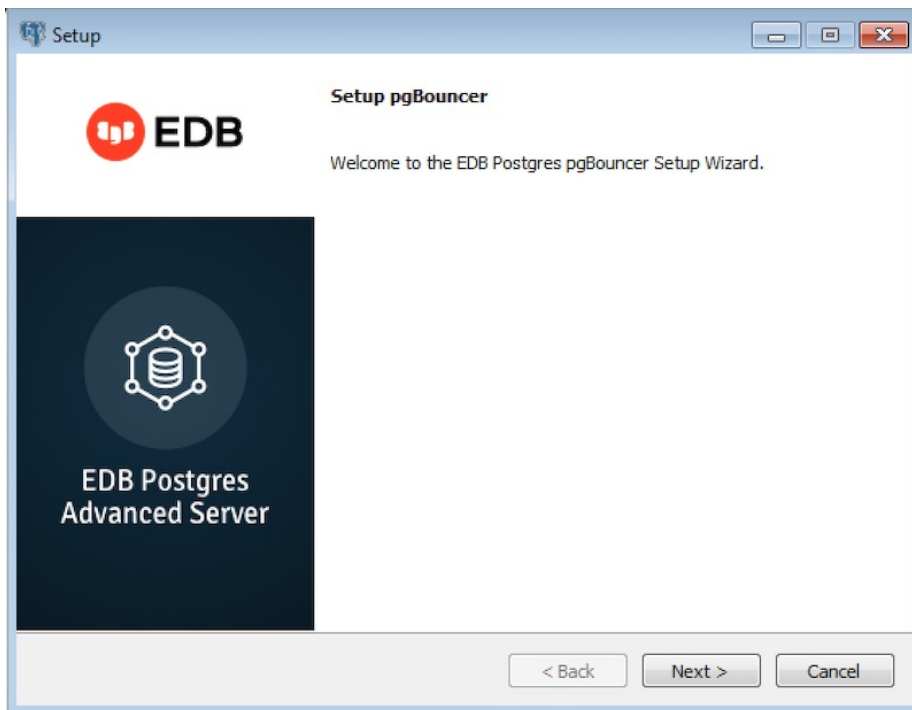 Setup
EDB
Setup pgBouncer
Welcome to the EDB Postgres pgBouncer Setup Wizard.
EDB Postgres
Advanced Server
< Back
Next >
Cancel